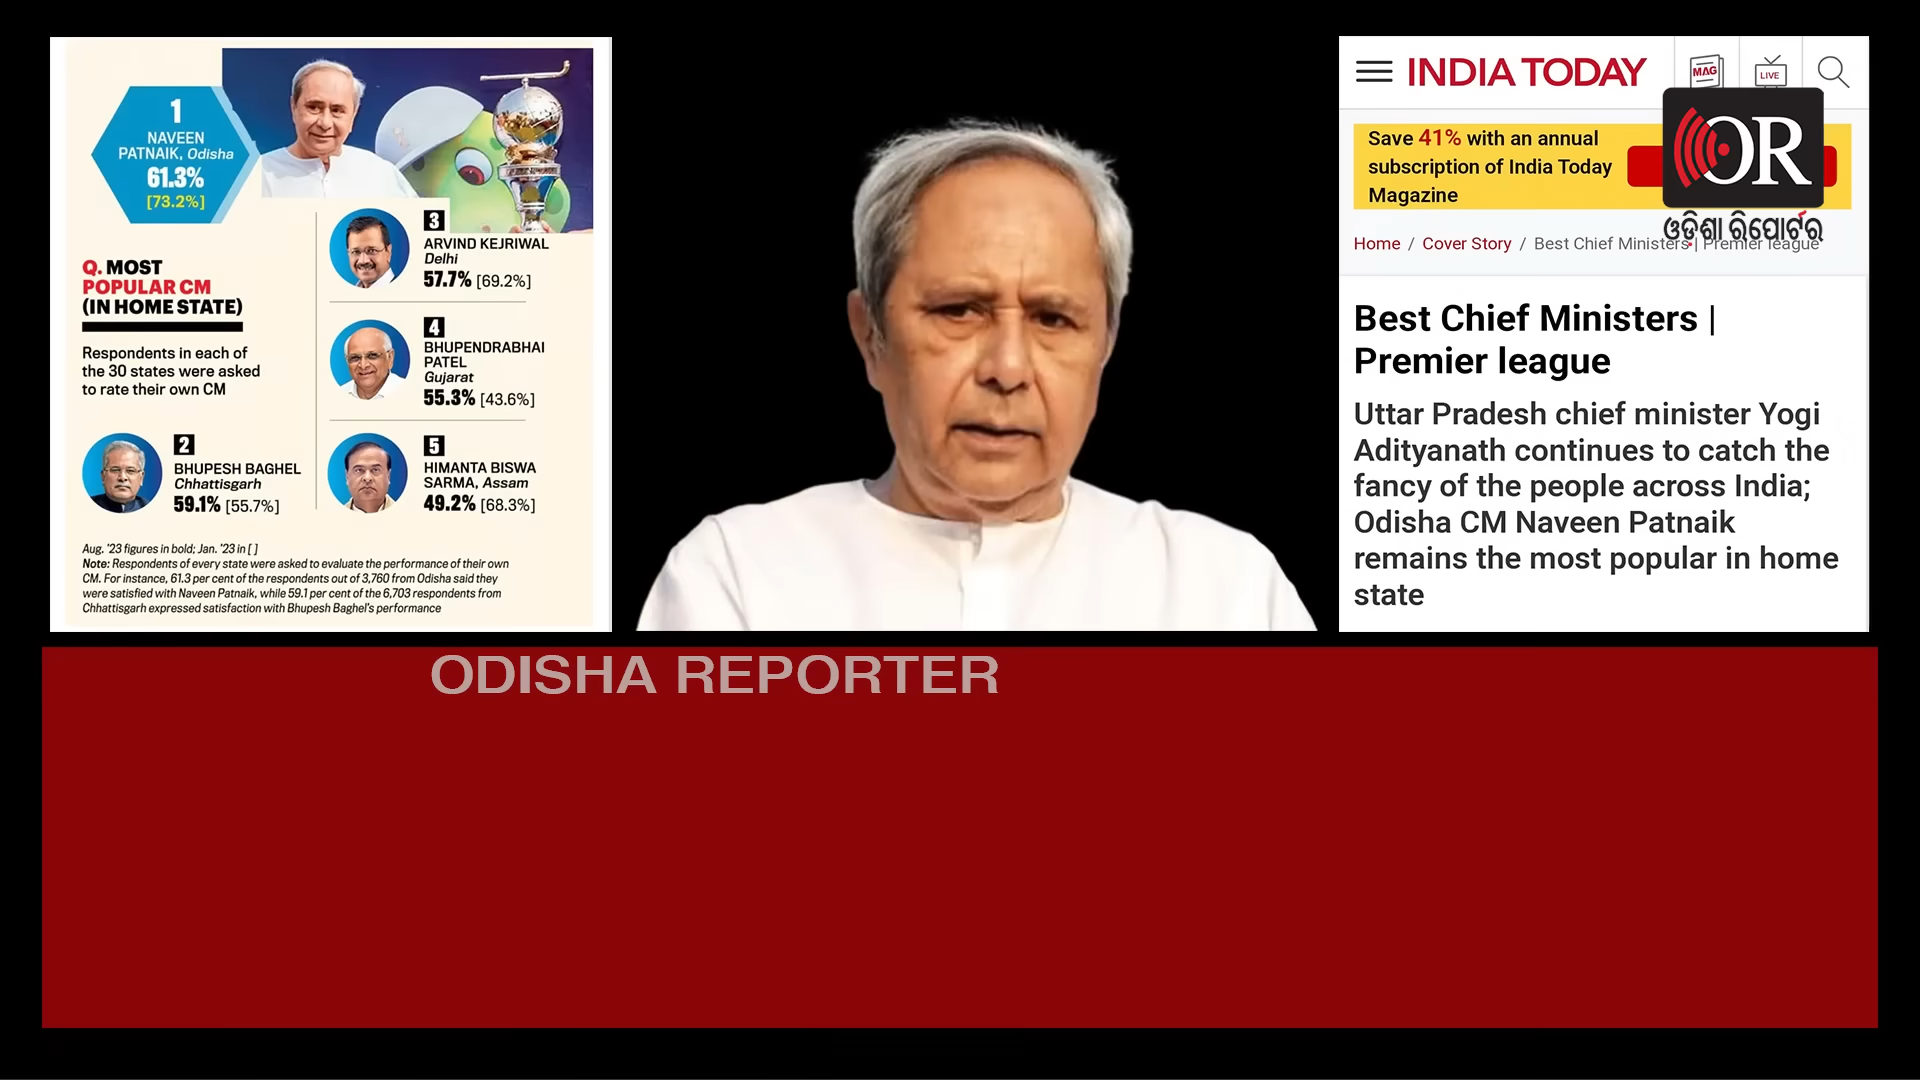 1
NAVEEN
PATNAIK, Odisha
61.3%
[73.2%]
Q. MOST
POPULAR CM
(IN HOME STATE)
Respondents in each of
the 30 states were asked
to rate their own CM
2
BHUPESH BAGHEL
Chhattisgarh
59.1% [55.7%]
3
ARVIND KEJRIWAL
Delhi
57.7% [69.2%]
4
BHUPENDRABHAI
PATEL
Gujarat
55.3% [43.6%]
5
HIMANTA BISWA
SARMA, Assam
49.2% [68.3%]
Aug. '23 figures in bold; Jan. '23 in [ ]
Note: Respondents of every state were asked to evaluate the performance of their own
CM. For instance, 61.3 per cent of the respondents out of 3,760 from Odisha said they
were satisfied with Naveen Patnaik, while 59.1 per cent of the 6,703 respondents from
Chhattisgarh expressed satisfaction with Bhupesh Baghel's performance
INDIA TODAY
MAG
LIVE
Save 41% with an annual
subscription of India Today
Magazine
OR
ଓଡ଼ିଶା ରିପୋର୍ଟର
Home / Cover Story / Best Chief Ministers | Premier league
Best Chief Ministers |
Premier league
Uttar Pradesh chief minister Yogi
Adityanath continues to catch the
fancy of the people across India;
Odisha CM Naveen Patnaik
remains the most popular in home
state
ODISHA REPORTER